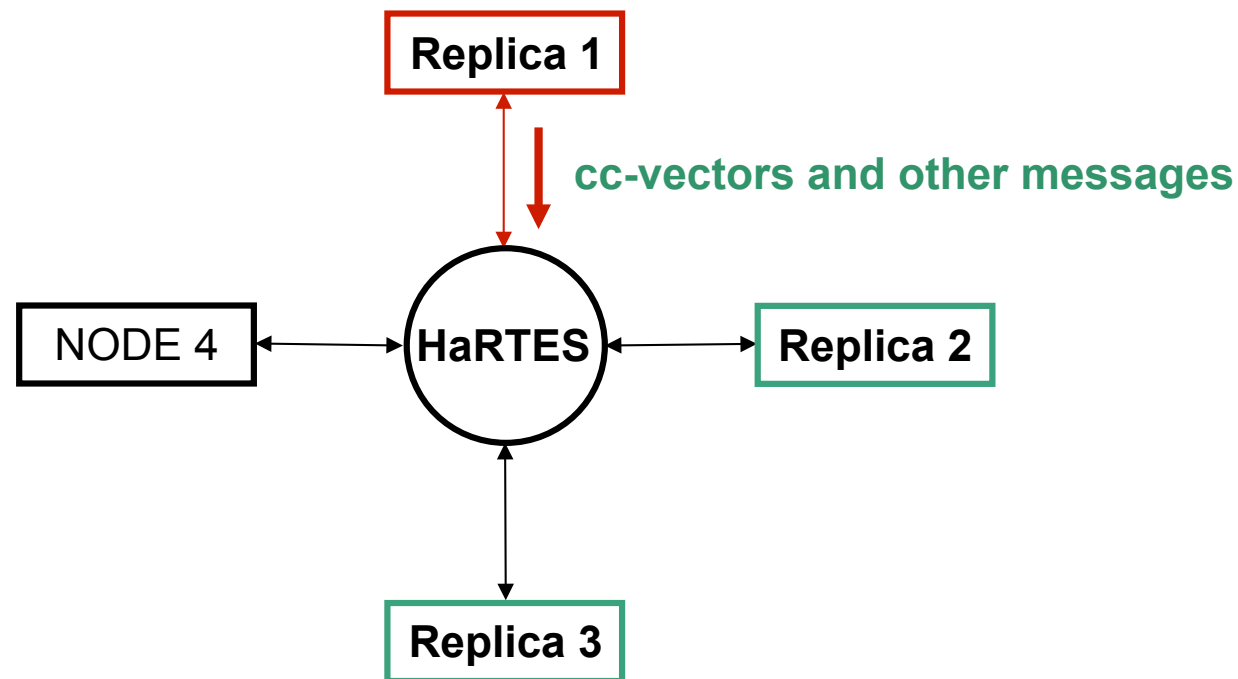 Replica 1
cc-vectors and other messages
NODE 4
HaRTES
Replica 2
Replica 3